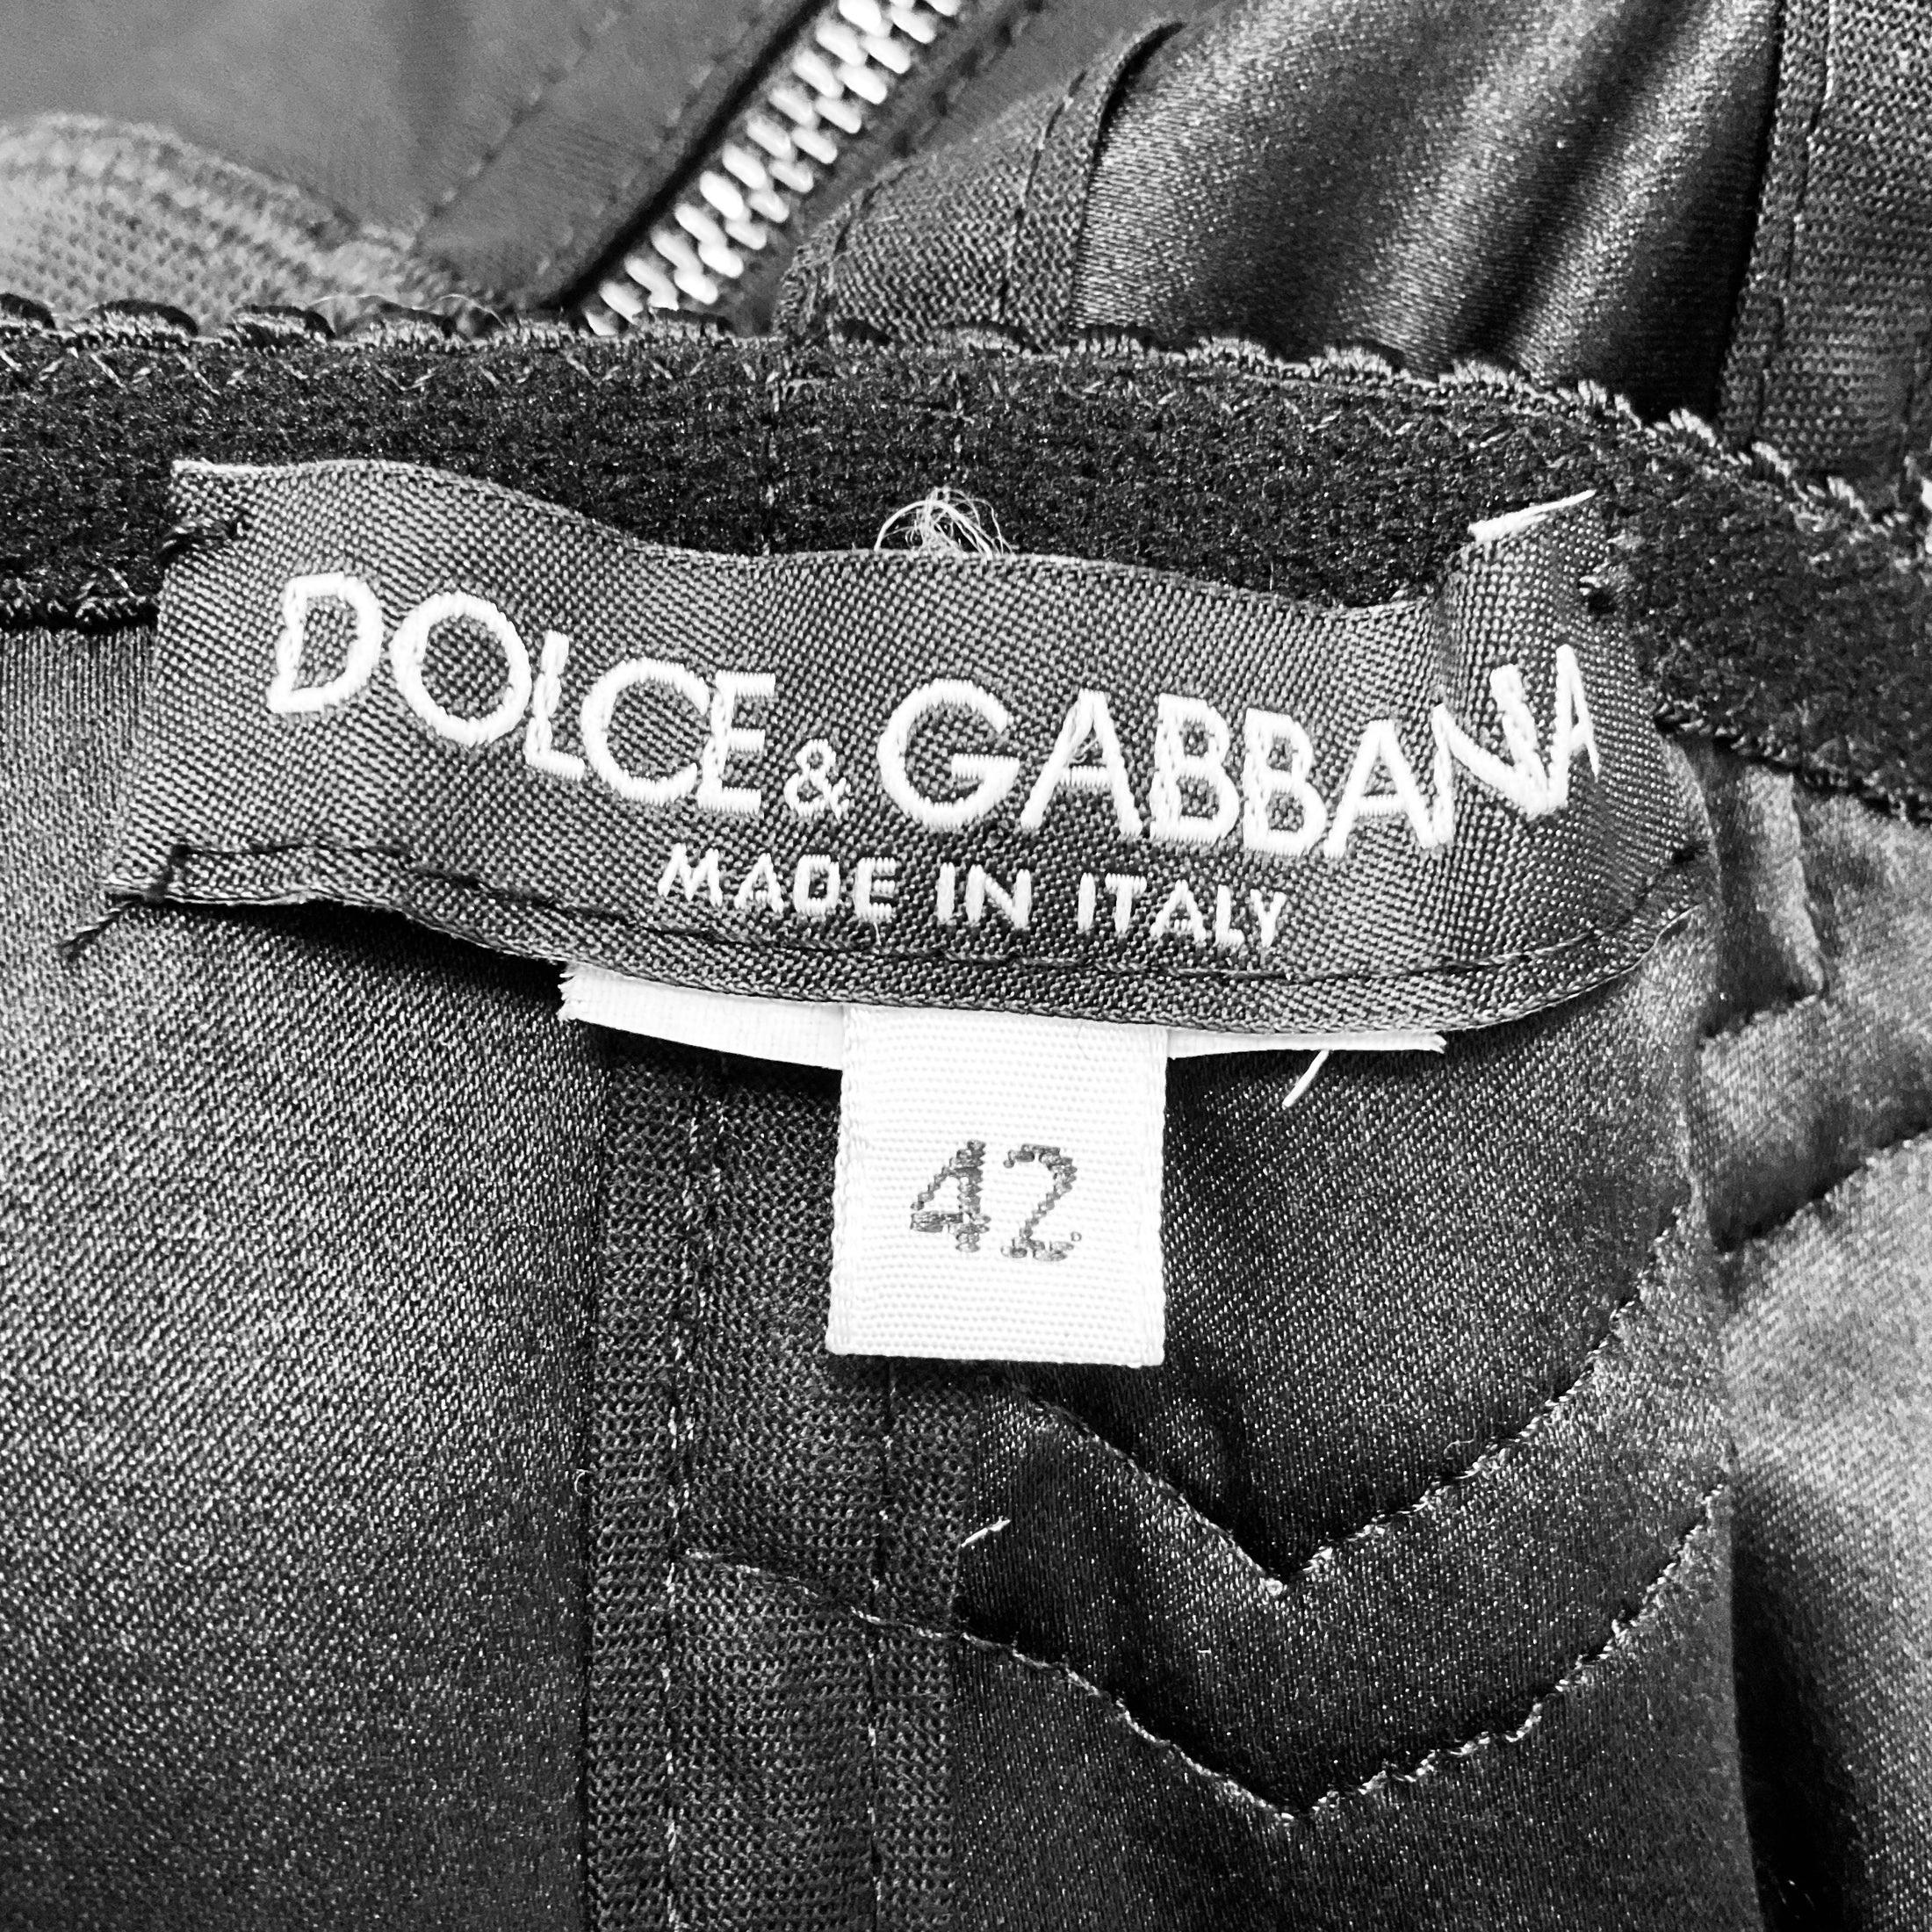 DOLCE & GABBANA
MADE IN ITALY
42